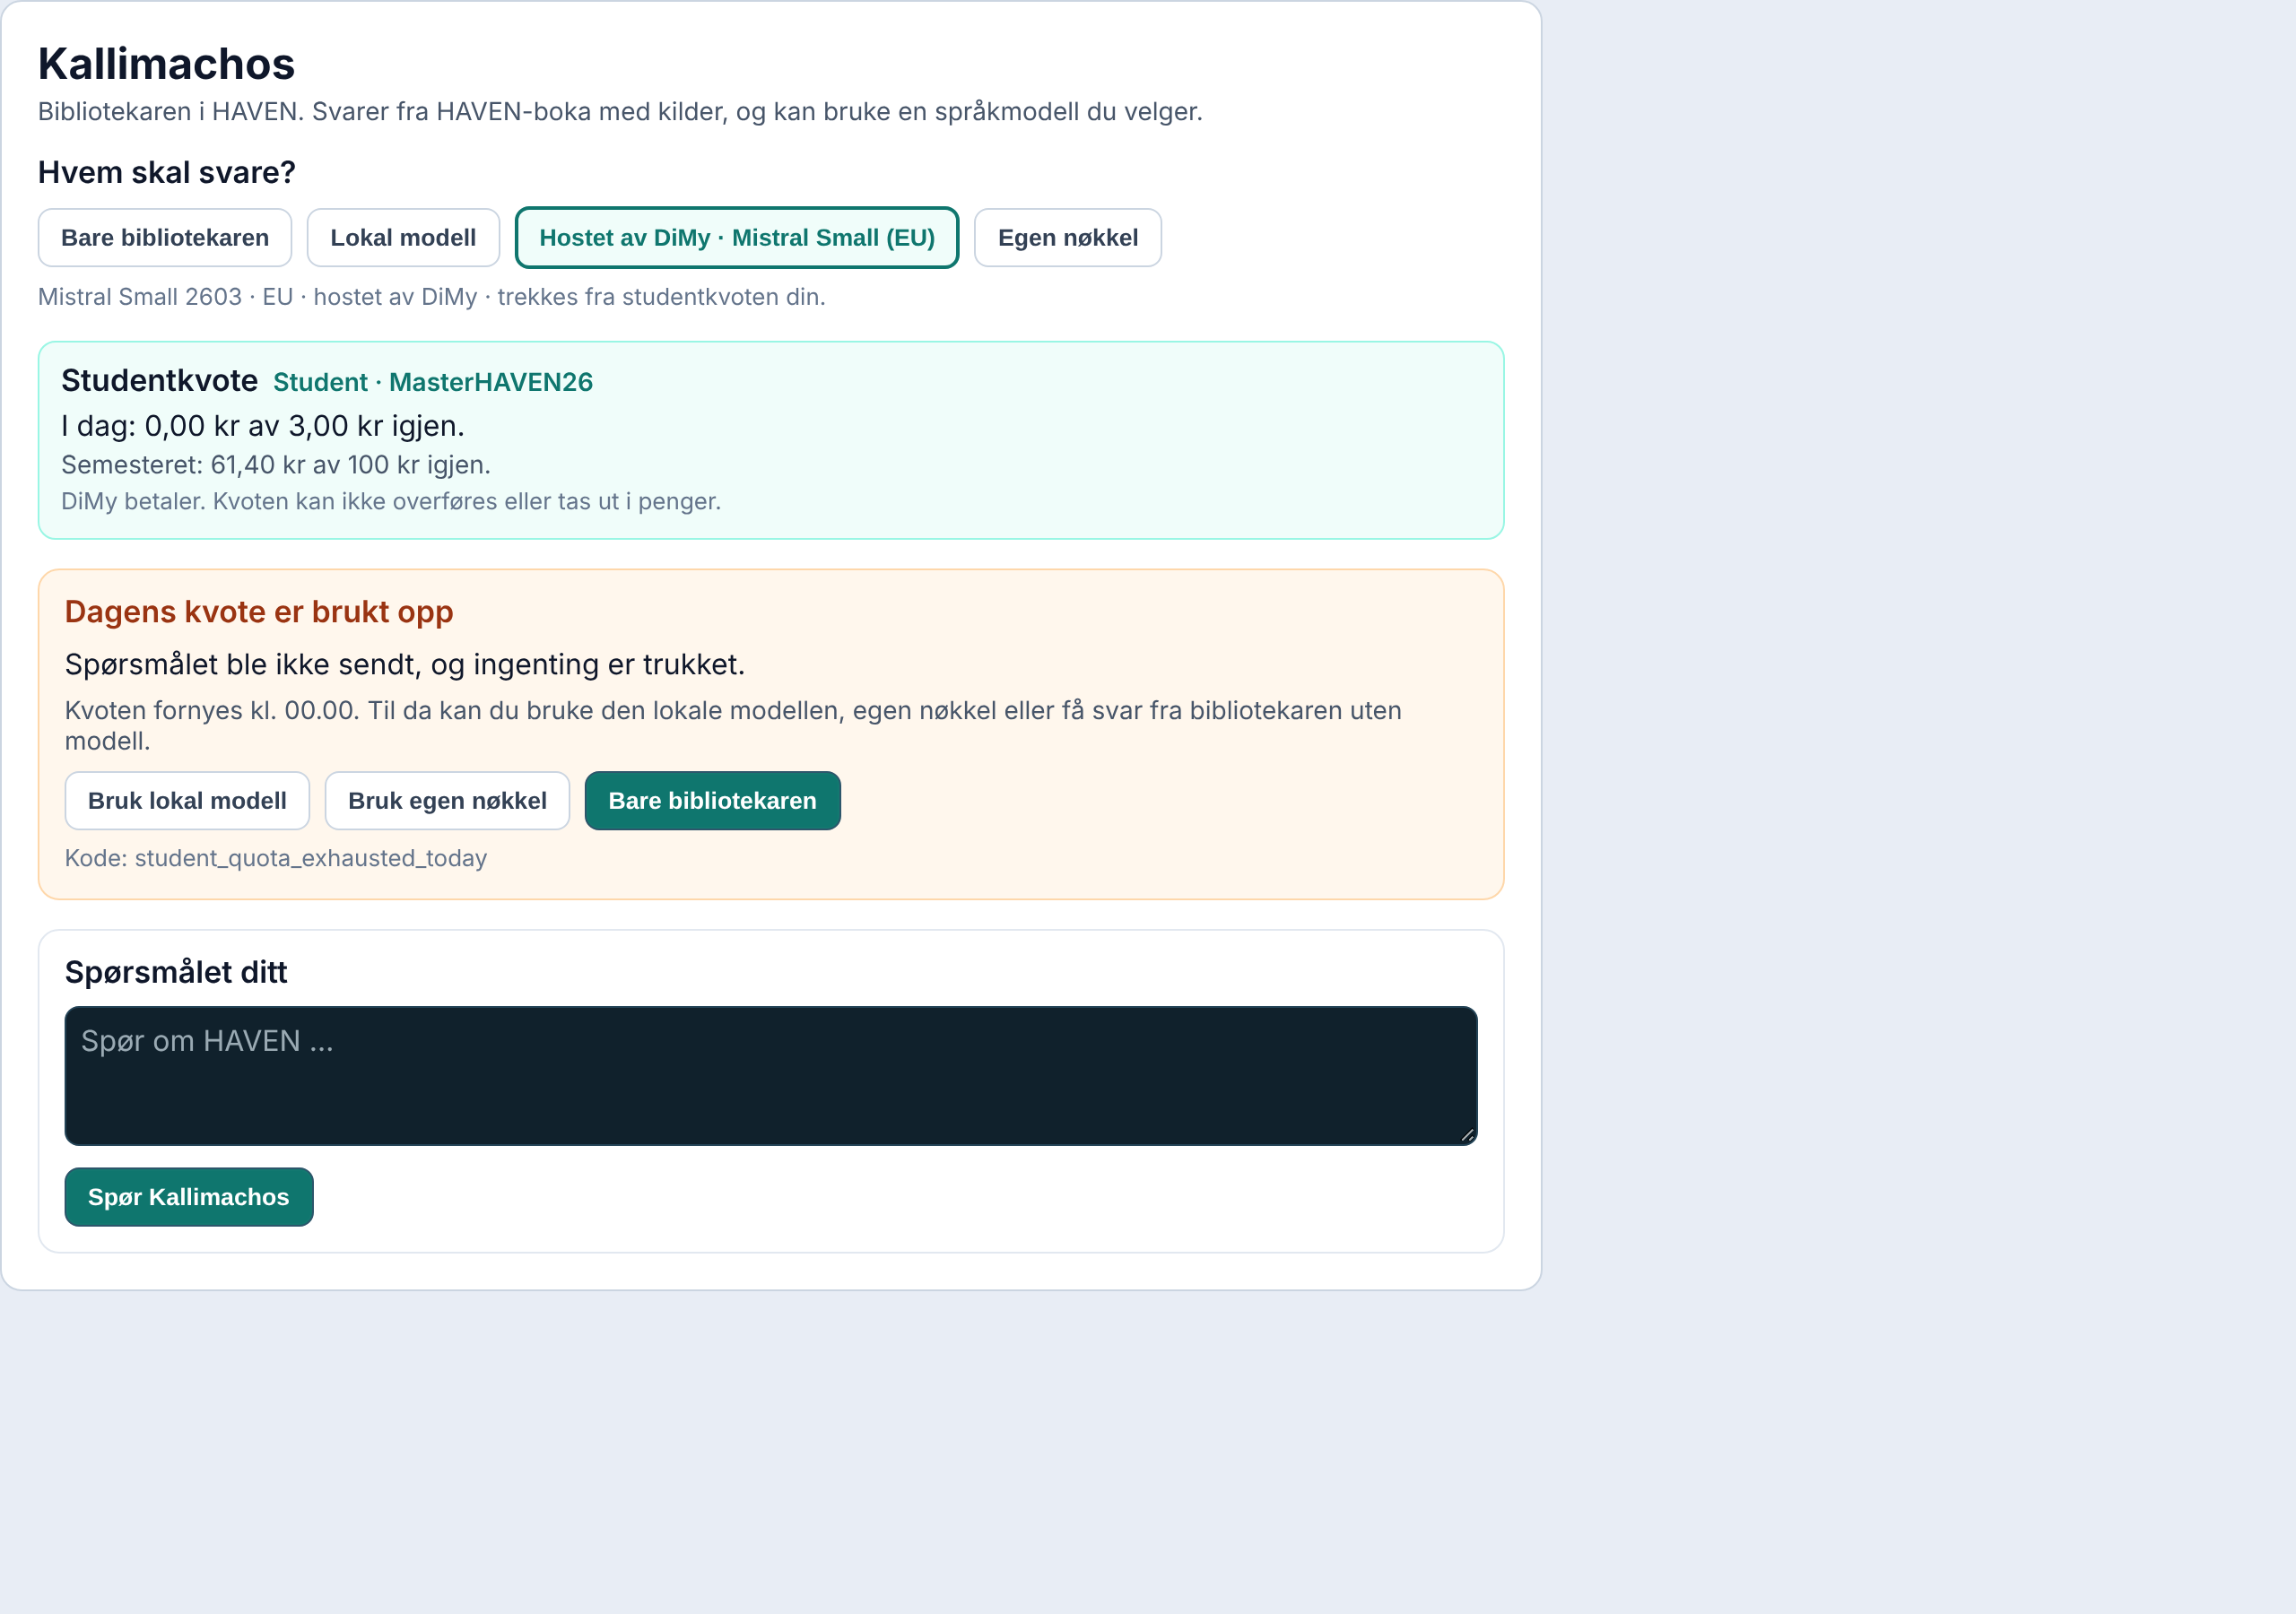 Kallimachos
Bibliotekaren i HAVEN. Svarer fra HAVEN-boka med kilder, og kan bruke en språkmodell du velger.
Hvem skal svare?
Bare bibliotekaren
Lokal modell
Hostet av DiMy · Mistral Small (EU)
Egen nøkkel
Mistral Small 2603 · EU · hostet av DiMy · trekkes fra studentkvoten din.
Studentkvote Student · MasterHAVEN26
I dag: 0,00 kr av 3,00 kr igjen.
Semesteret: 61,40 kr av 100 kr igjen.
DiMy betaler. Kvoten kan ikke overføres eller tas ut i penger.
Dagens kvote er brukt opp
Spørsmålet ble ikke sendt, og ingenting er trukket.
Kvoten fornyes kl. 00.00. Til da kan du bruke den lokale modellen, egen nøkkel eller få svar fra bibliotekaren uten
modell.
Bruk lokal modell
Bruk egen nøkkel
Bare bibliotekaren
Kode: student_quota_exhausted_today
Spørsmålet ditt
Spør om HAVEN ...
Spør Kallimachos